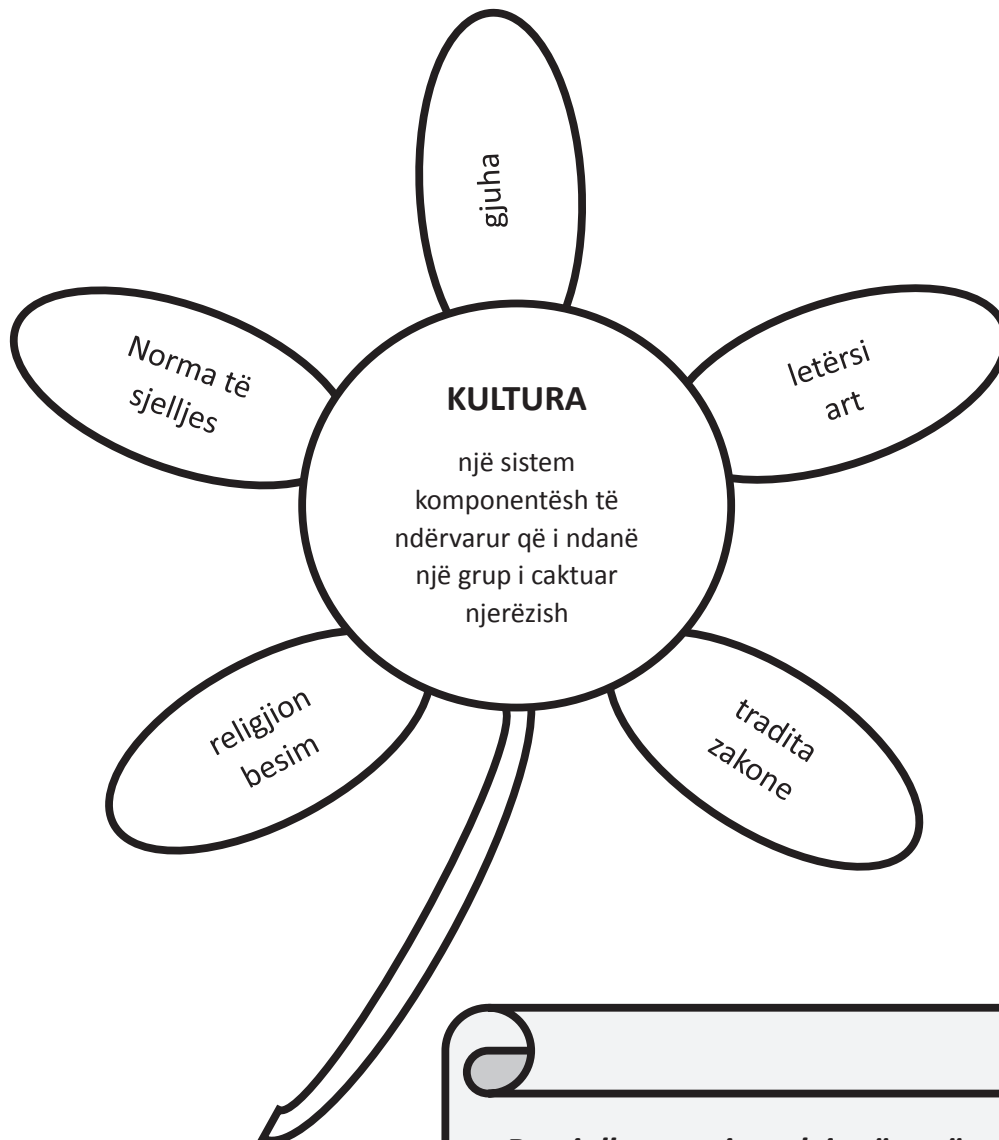 gjuha
Norma të
sjelljes
letërsi
art
KULTURA
një sistem
komponentësh të
ndërvarur që i ndanë
një grup i caktuar
njerëzish
religjion
besim
tradita
zakone